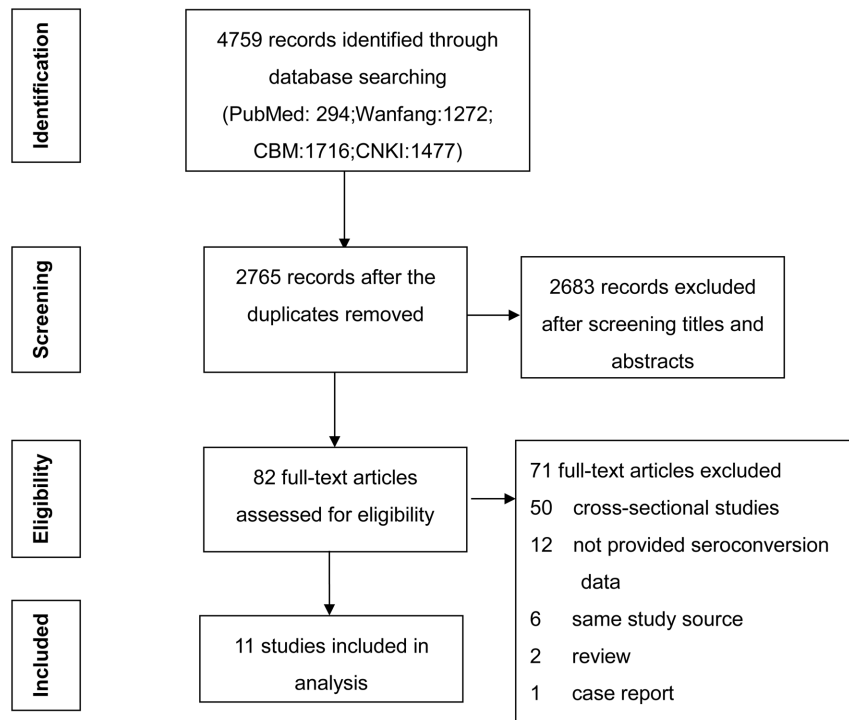 Identification
4759 records identified through
database searching
(PubMed: 294;Wanfang:1272;
CBM:1716;CNKI:1477)
Screening
2765 records after the
duplicates removed
2683 records excluded
after screening titles and
abstracts
Eligibility
82 full-text articles
assessed for eligibility
71 full-text articles excluded
50 cross-sectional studies
12 not provided seroconversion
data
6 same study source
2 review
1 case report
Included
11 studies included in
analysis